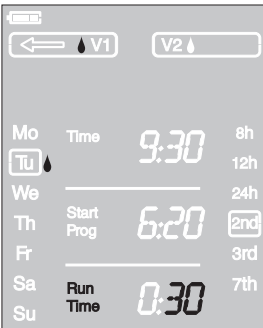 V1 V2
Mo Time 9:30 8h
Tu 12h
We 24h
Th Start Prog 6:20 2nd
Fr 3rd
Sa Run Time 0:30 7th
Su